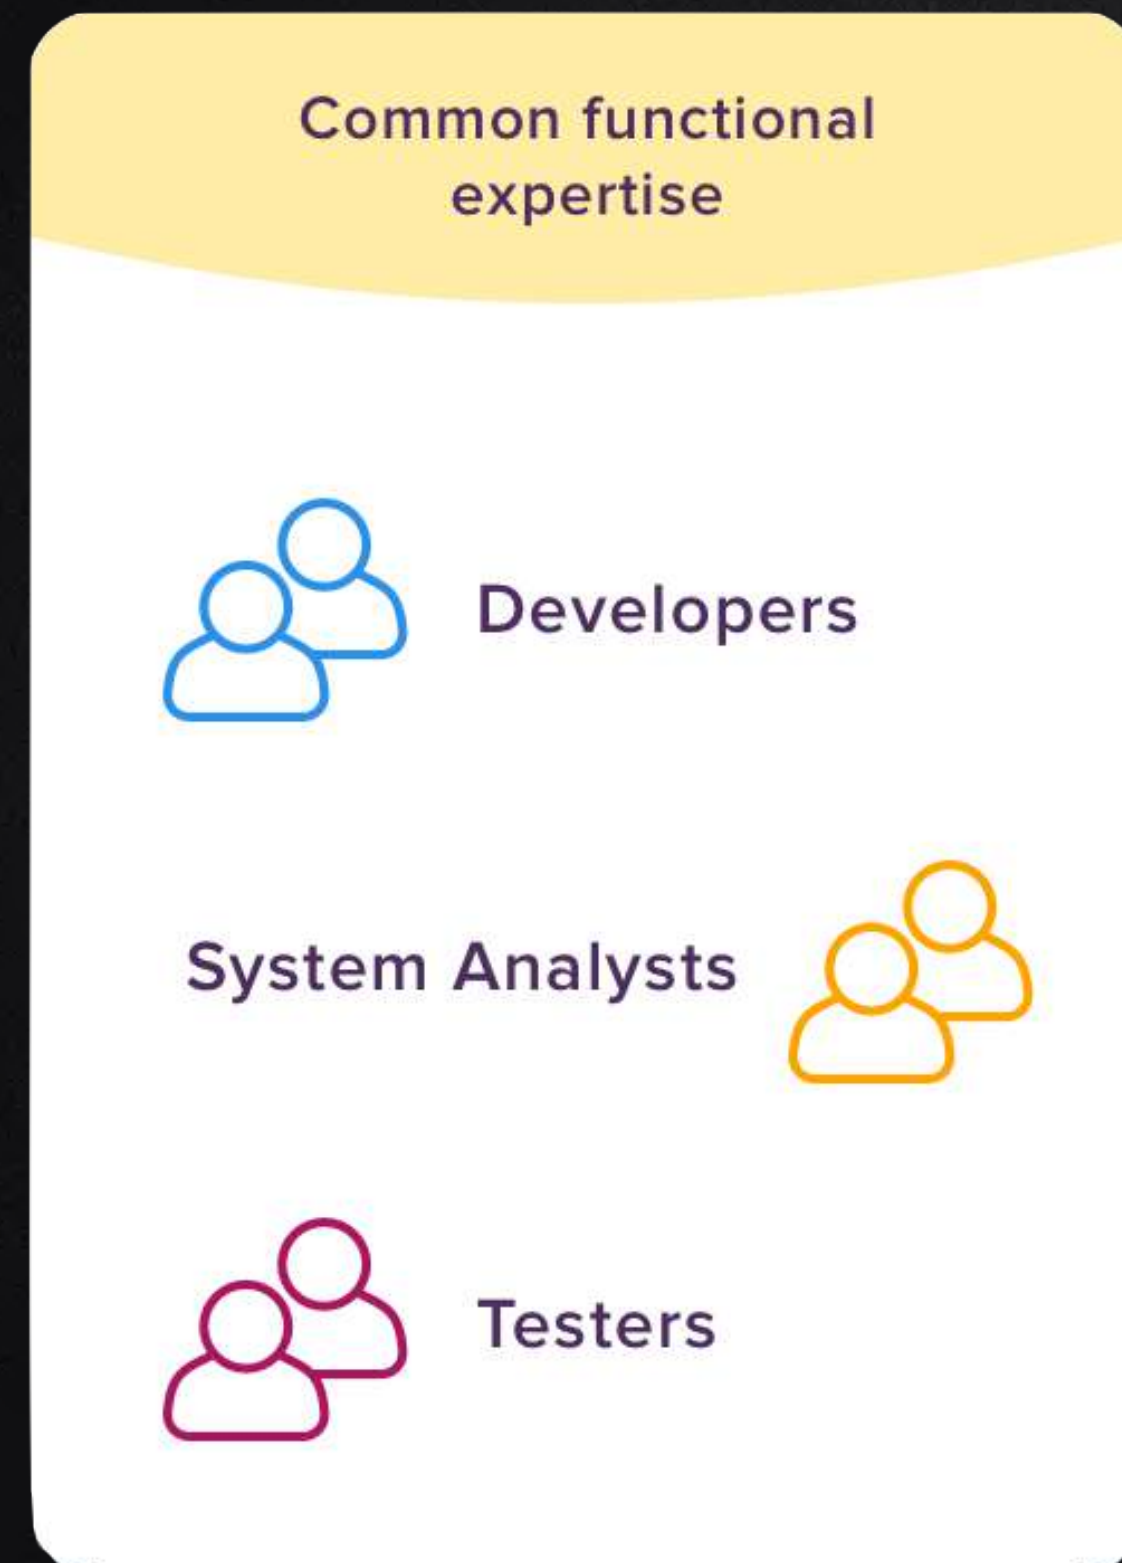 Common functional
expertise
Developers
System Analysts
Testers